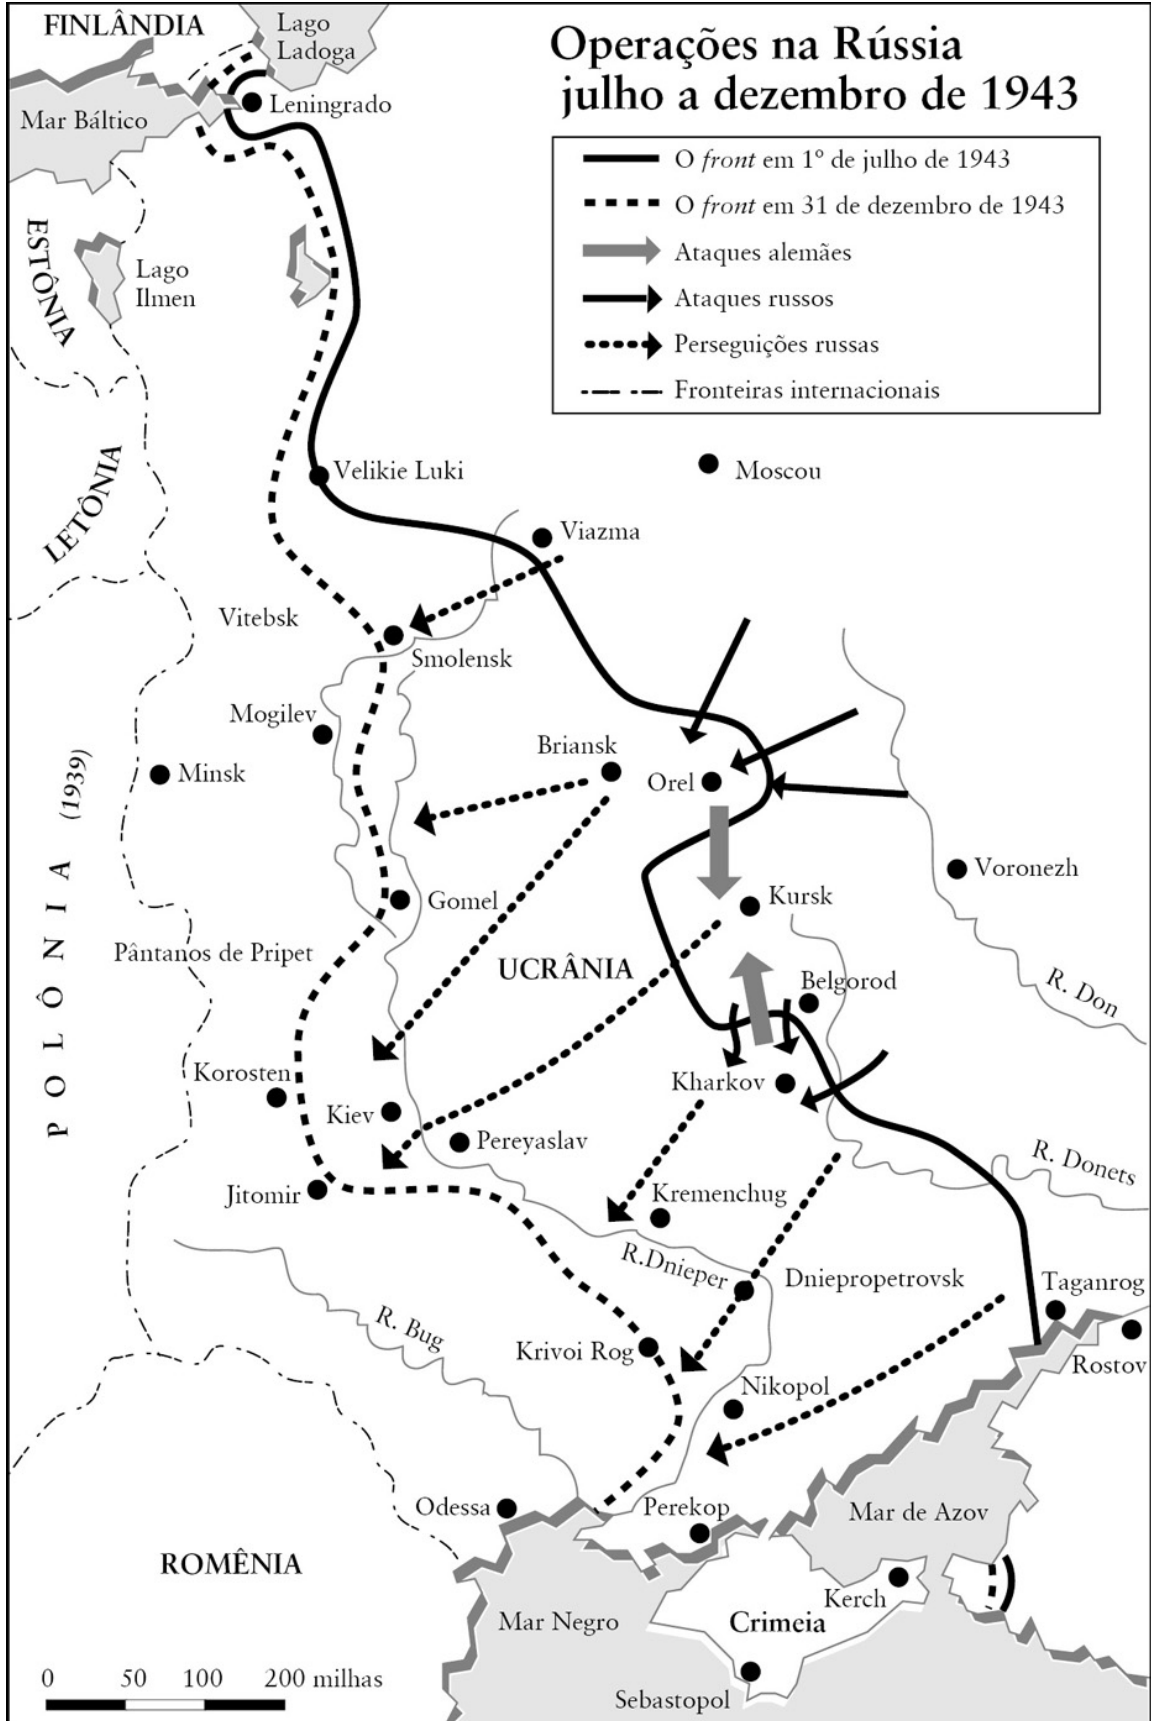 FINLÂNDIA
Lago
Ladoga
Operações na Rússia
julho a dezembro de 1943
Mar Báltico
Leningrado
O front em 1º de julho de 1943
O front em 31 de dezembro de 1943
Ataques alemães
Ataques russos
Perseguições russas
Fronteiras internacionais
ESTÔNIA
Lago
Ilmen
LETÔNIA
Velikie Luki
Moscou
Viazma
Vitebsk
Smolensk
Mogilev
Briansk
Minsk
Orel
POLÔNIA (1939)
Voronezh
Gomel
Kursk
Pântanos de Pripet
UCRÂNIA
Belgorod
R. Don
Korosten
Kharkov
Kiev
Pereyaslav
R. Donets
Jitomir
Kremenchug
R.Dnieper
Dniepropetrovsk
Taganrog
R. Bug
Krivoi Rog
Rostov
Nikopol
Odessa
Perekop
Mar de Azov
ROMÊNIA
Kerch
Mar Negro
Crimeia
0 50 100 200 milhas
Sebastopol